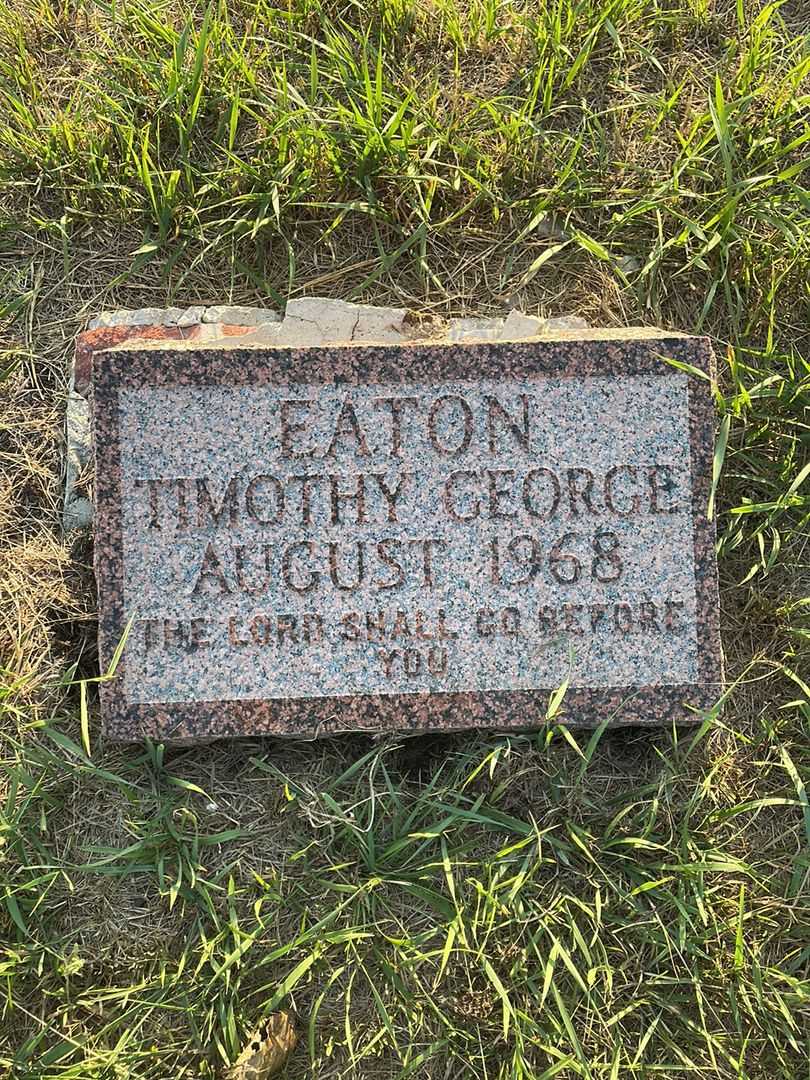 EATON
TIMOTHY GEORGE
AUGUST 1968
THE LORD SHALL GO BEFORE
YOU